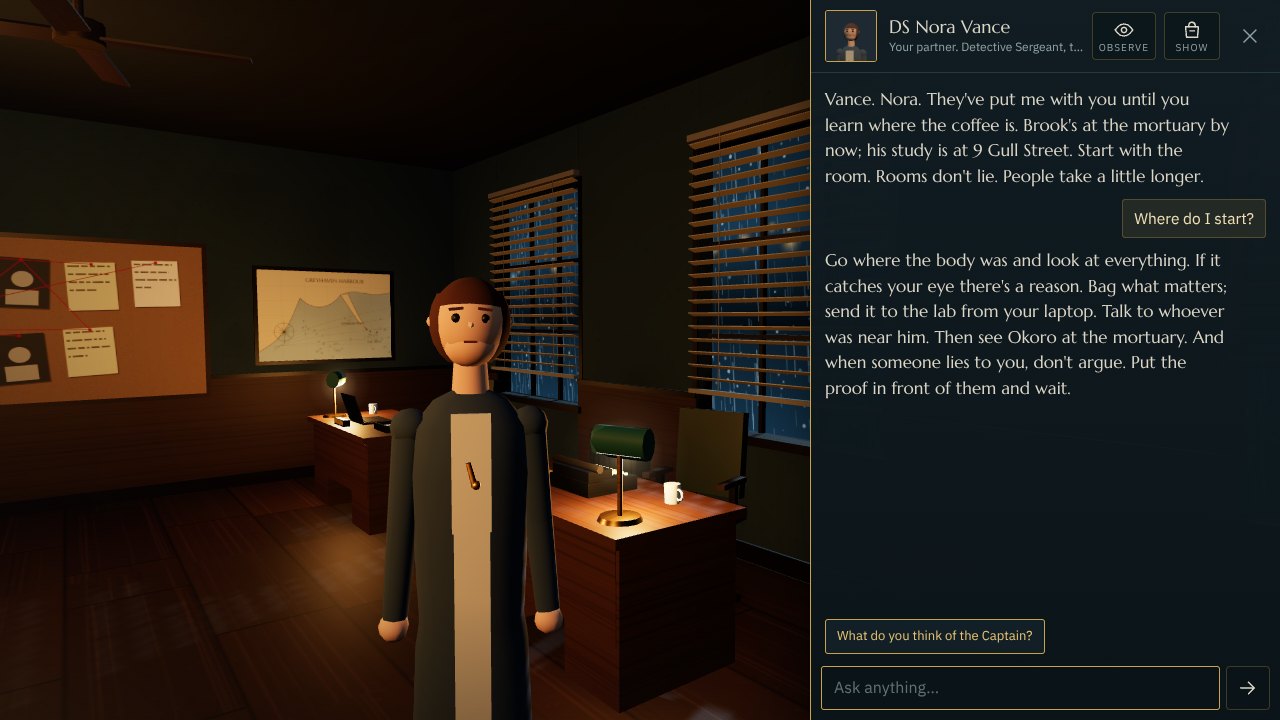 GREYHAVEN HARBOUR
DS Nora Vance
Your partner. Detective Sergeant, t...
OBSERVE
SHOW
Vance. Nora. They've put me with you until you
learn where the coffee is. Brook's at the mortuary by
now; his study is at 9 Gull Street. Start with the
room. Rooms don't lie. People take a little longer.
Where do I start?
Go where the body was and look at everything. If it
catches your eye there's a reason. Bag what matters;
send it to the lab from your laptop. Talk to whoever
was near him. Then see Okoro at the mortuary. And
when someone lies to you, don't argue. Put the
proof in front of them and wait.
What do you think of the Captain?
Ask anything...